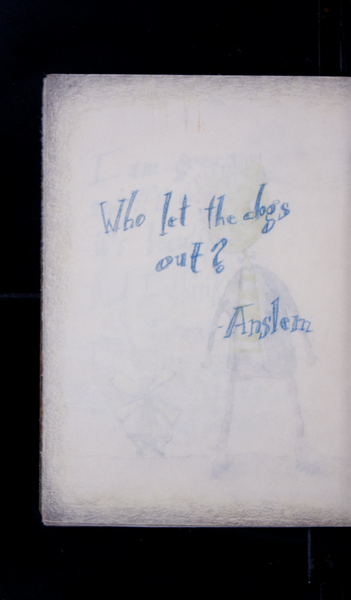 Who let the dogs
out?
-Anslem